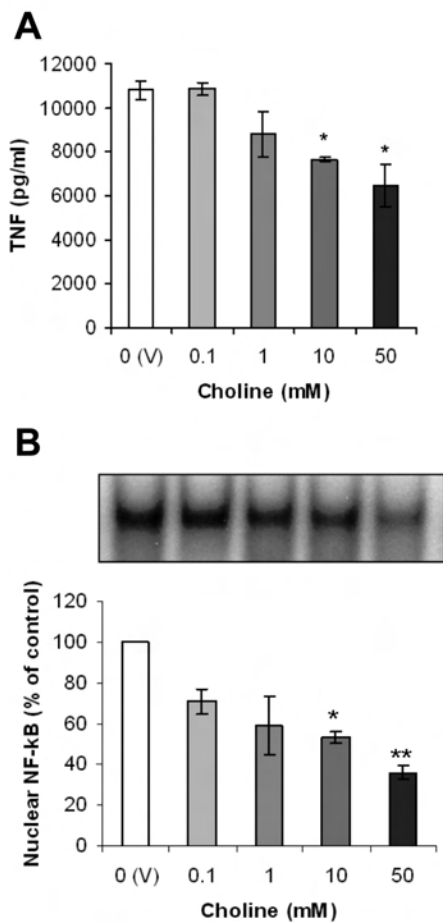 A
TNF (pg/ml)
12000
10000
8000
6000
4000
2000
0
*
*
0 (V) 0.1 1 10 50
Choline (mM)
B
Nuclear NF-kB (% of control)
120
100
80
60
40
20
0
*
**
0 (V) 0.1 1 10 50
Choline (mM)